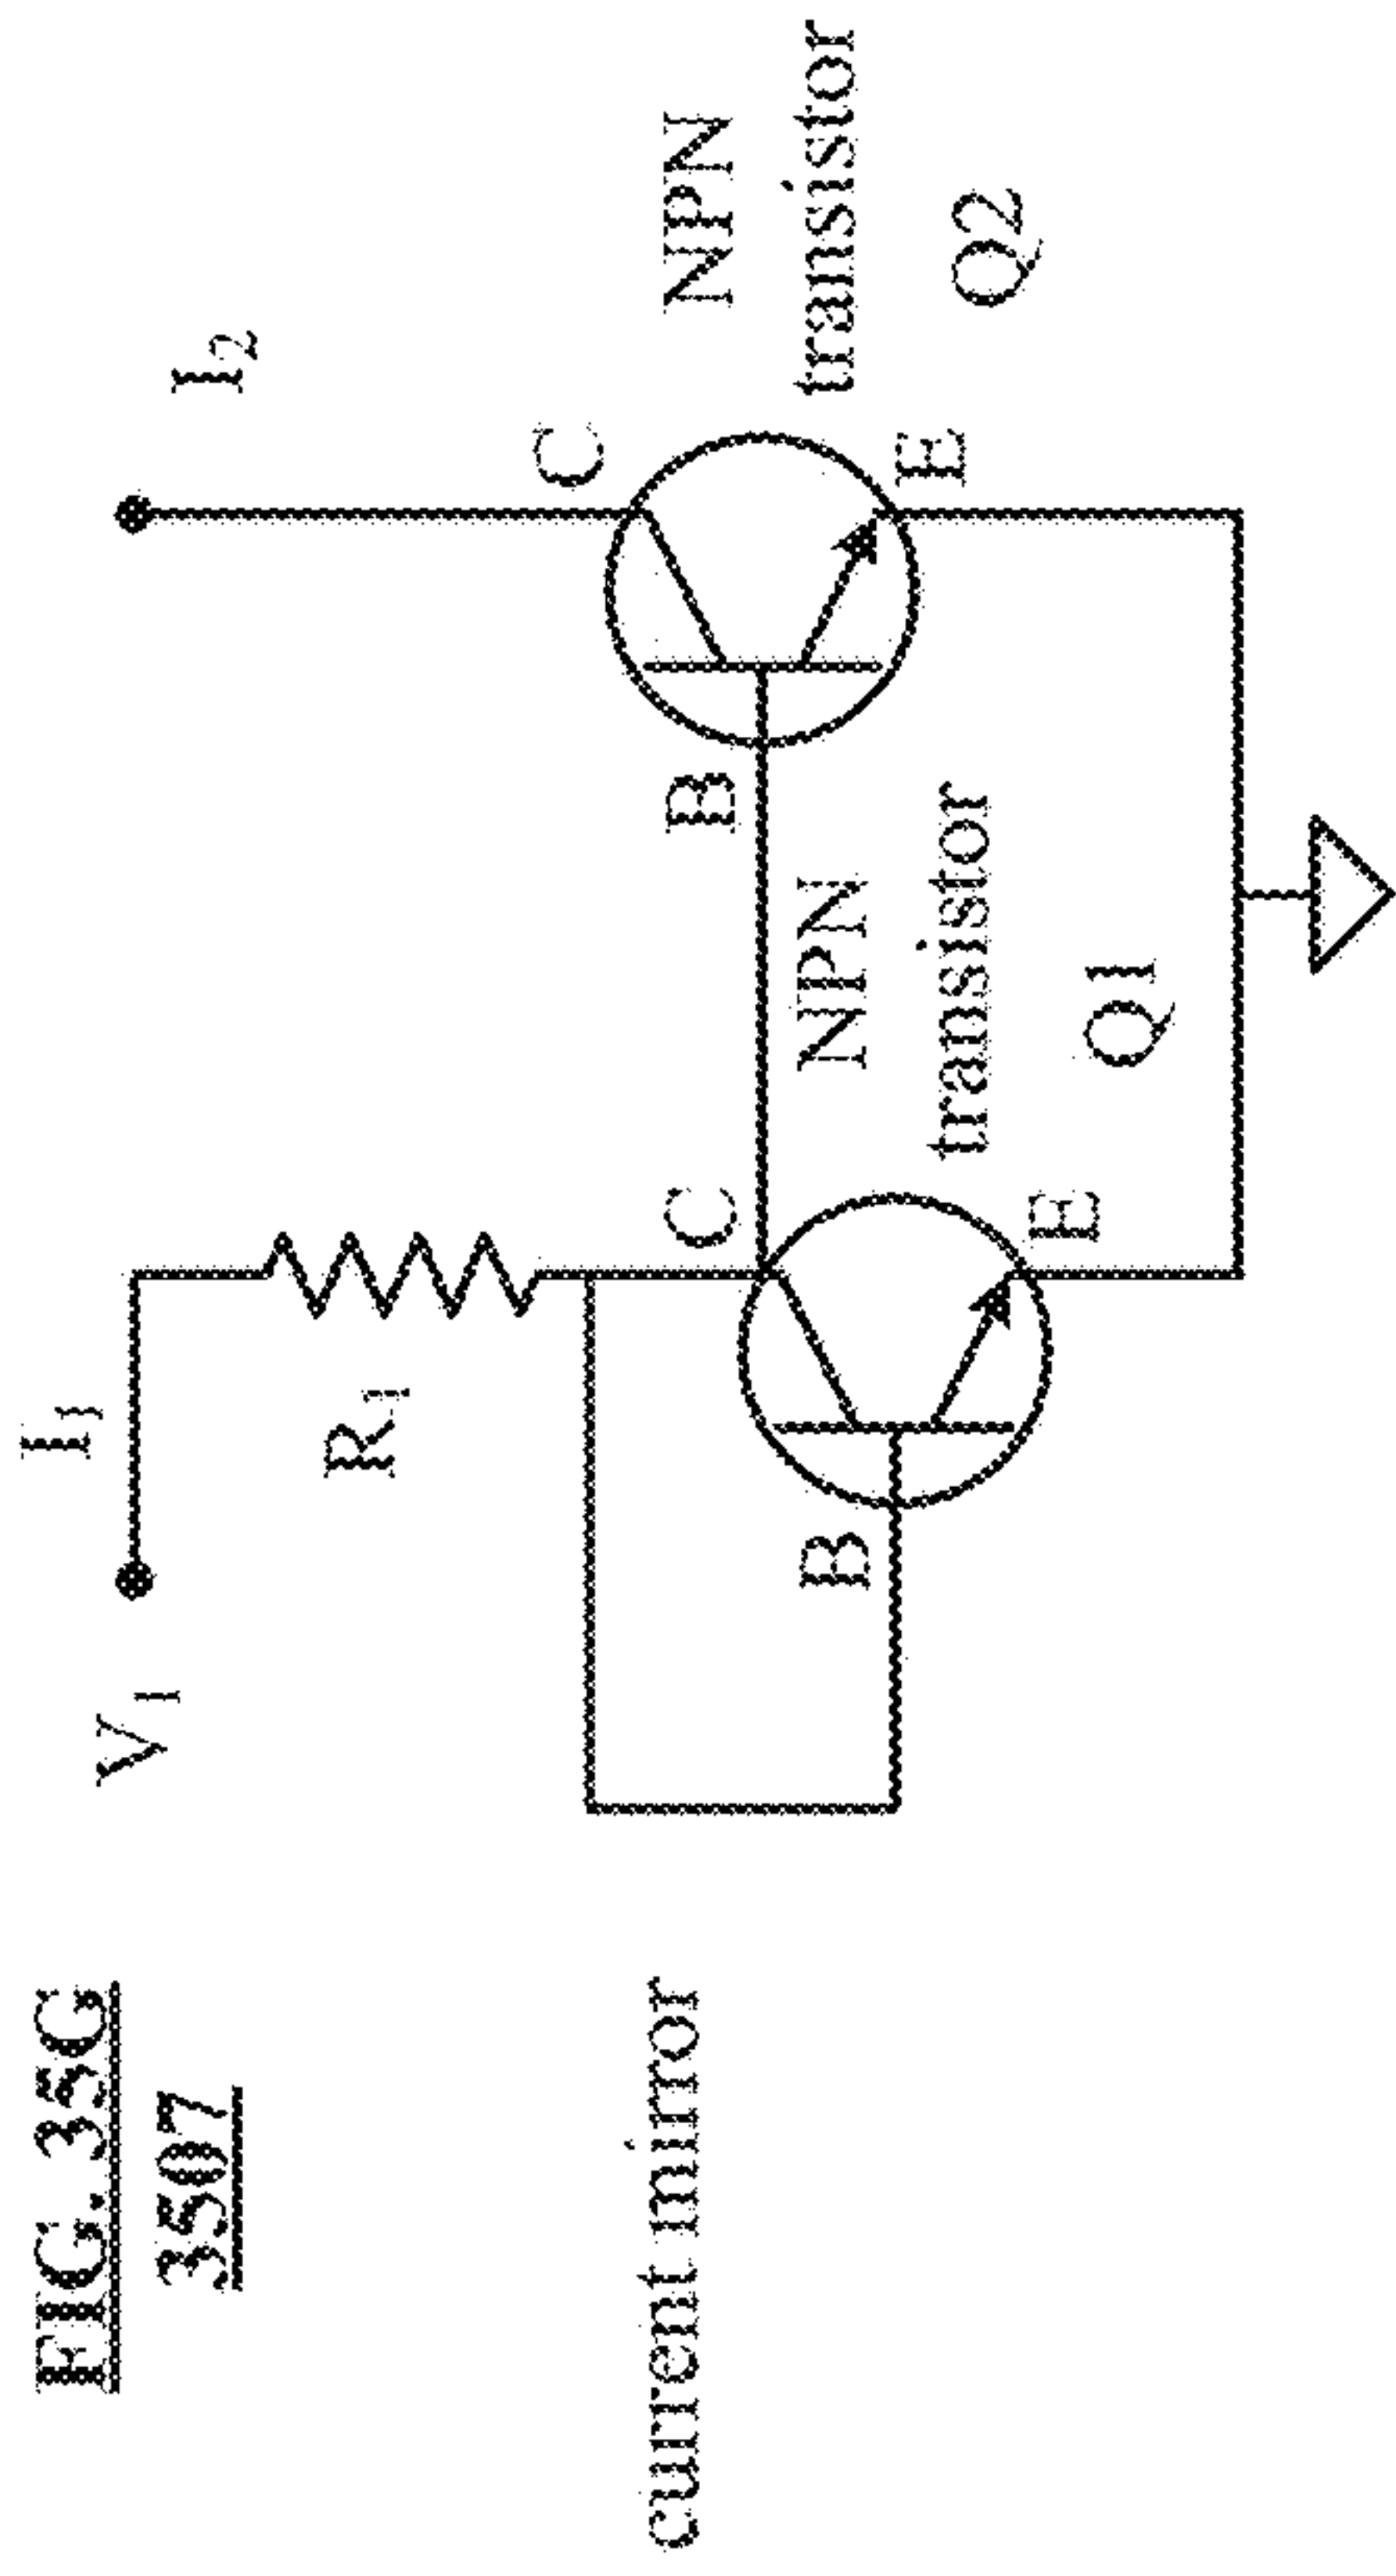 FIG. 35G
3507
current mirror
V1
I1
R1
B
C
E
NPN
transistor
Q1
I2
B
C
E
NPN
transistor
Q2